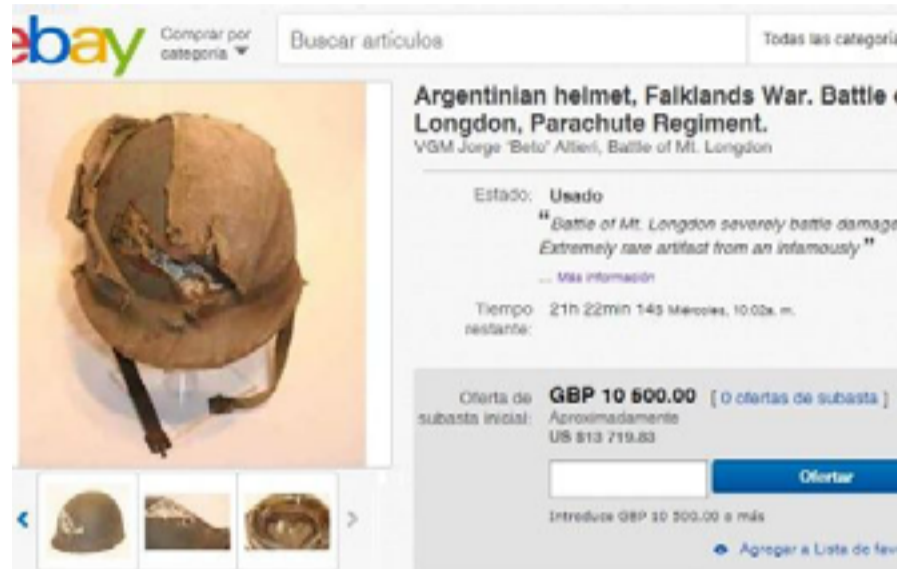 ebay
Comprar por
categoría
Buscar artículos
Todas las categoría
Argentinian helmet, Falklands War. Battle
Longdon, Parachute Regiment.
VGM Jorge 'Beto' Altieri, Battle of Mt. Longdon
Estado: Usado
"Battle of Mt. Longdon severely battle damage
Extremely rare artifact from an infamously"
... Más información
Tiempo restante: 21h 22min 14s Miércoles, 10:02a. m.
Oferta de subasta inicial: GBP 10 500.00 [ 0 ofertas de subasta ]
Aproximadamente
US $13 719.83
Ofertar
Introduce GBP 10 500.00 o más
Agregar a Lista de fav